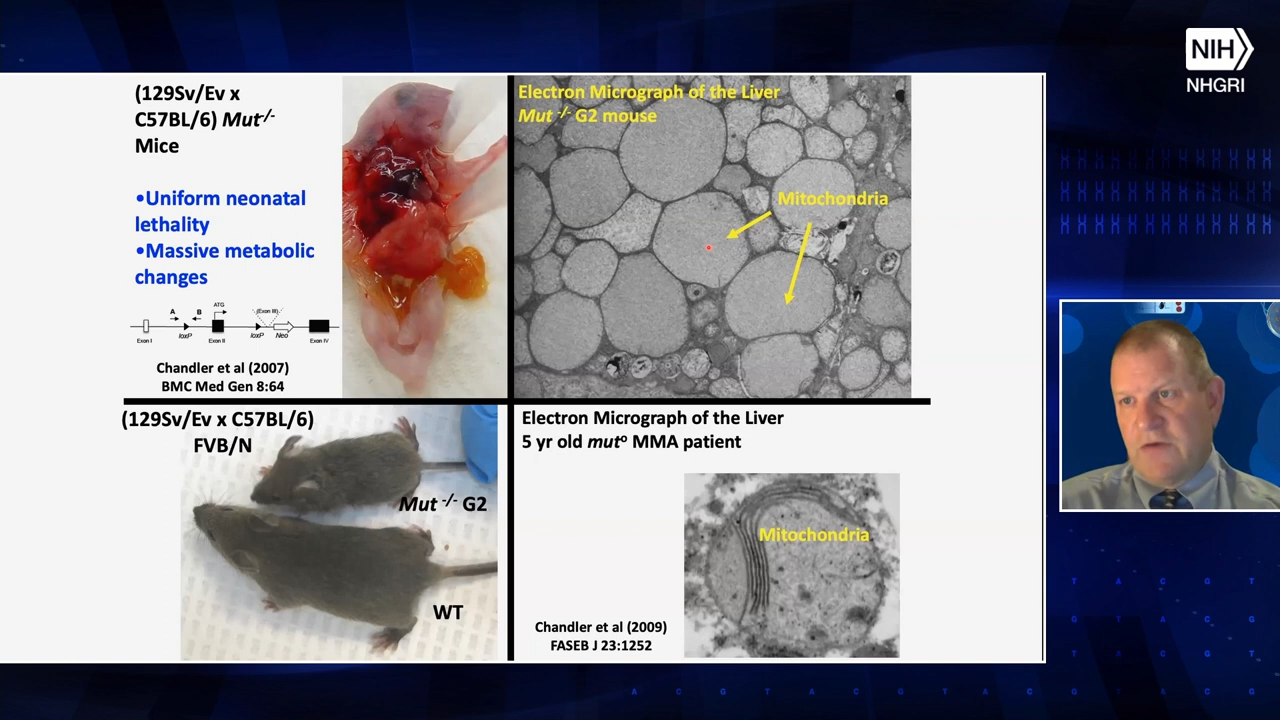 NIH
NHGRI
(129Sv/Ev x
C57BL/6) Mut-/-
Mice
•Uniform neonatal
lethality
•Massive metabolic
changes
ATG
(Exon III)
A
B
loxP
loxP
Neo
Exon I
Exon II
Exon IV
Chandler et al (2007)
BMC Med Gen 8:64
Electron Micrograph of the Liver
Mut -/- G2 mouse
Mitochondria
(129Sv/Ev x C57BL/6)
FVB/N
Mut -/- G2
WT
Electron Micrograph of the Liver
5 yr old mutº MMA patient
Mitochondria
Chandler et al (2009)
FASEB J 23:1252
T A C G T
G T A C G
T A C G T
A C G T A C G T A C G T A C G